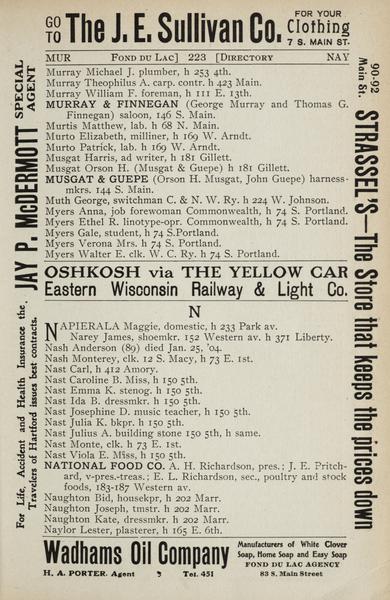 GO TO The J. E. Sullivan Co. FOR YOUR Clothing 7 S. MAIN ST.
MUR FOND DU LAC] 223 [DIRECTORY NAY
Murray Michael J. plumber, h 253 4th.
Murray Theophilus A. carp. contr. h 423 Main.
Murray William F. foreman, h 111 E. 13th.
MURRAY & FINNEGAN (George Murray and Thomas G.
Finnegan) saloon, 146 S. Main.
Murtis Matthew, lab. h 68 N. Main.
Murto Elizabeth, milliner, h 169 W. Arndt.
Murto Patrick, lab. h 169 W. Arndt.
Musgat Harris, ad writer, h 181 Gillett.
Musgat Orson H. (Musgat & Guepe) h 181 Gillett.
MUSGAT & GUEPE (Orson H. Musgat, John Guepe) harness-
mkrs. 144 S. Main.
Muth George, switchman C. & N. W. Ry. h 224 W. Johnson.
Myers Anna, job forewoman Commonwealth, h 74 S. Portland.
Myers Ethel R. linotype-opr. Commonwealth, h 74 S. Portland.
Myers Gale, student, h 74 S.Portland.
Myers Verona Mrs. h 74 S. Portland.
Myers Walter E. clk. W. C. Ry. h 74 S. Portland.
OSHKOSH via THE YELLOW CAR
Eastern Wisconsin Railway & Light Co.
N
NAPIERALA Maggie, domestic, h 233 Park av.
Narey James, shoemkr. 152 Western av. h 371 Liberty.
Nash Anderson (89) died Jan. 25, '04.
Nash Monterey, clk. 12 S. Macy, h 73 E. 1st.
Nast Carl, h 412 Amory.
Nast Caroline B. Miss, h 150 5th.
Nast Emma K. stenog. h 150 5th.
Nast Ida B. dressmkr. h 150 5th.
Nast Josephine D. music teacher, h 150 5th.
Nast Julia K. bkpr. h 150 5th.
Nast Julius A. building stone 150 5th, h same.
Nast Monte, clk. h 73 E. 1st.
Nast Viola E. Miss, h 150 5th.
NATIONAL FOOD CO. A. H. Richardson, pres.; J. E. Pritch-
ard, v-pres.-treas.; E. L. Richardson, sec., poultry and stock
foods, 183-187 Western av.
Naughton Bid, housekpr, h 202 Marr.
Naughton Joseph, tmstr. h 202 Marr.
Naughton Kate, dressmkr. h 202 Marr.
Naylor Lester, plasterer, h 165 E. 6th.
Wadhams Oil Company
H. A. PORTER, Agent , Tel. 451
Manufacturers of White Clover
Soap, Home Soap and Easy Soap
FOND DU LAC AGENCY
83 S. Main Street
JAY P. McDERMOTT SPECIAL AGENT
For Life, Accident and Health Insurance the
Travelers of Hartford issues best contracts.
90-92 Main St. STRASSEL'S—The Store that keeps the prices down